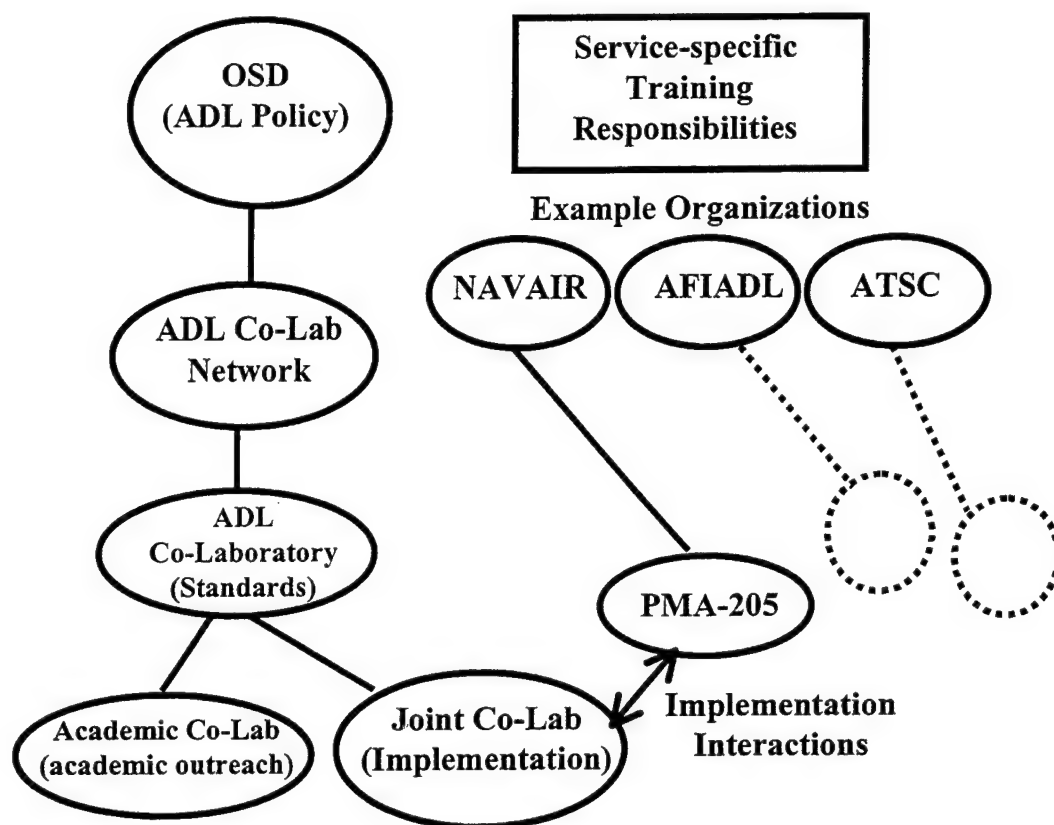 OSD
(ADL Policy)
Service-specific
Training
Responsibilities
Example Organizations
NAVAIR
AFIADL
ATSC
ADL Co-Lab
Network
ADL
Co-Laboratory
(Standards)
PMA-205
Academic Co-Lab
(academic outreach)
Joint Co-Lab
(Implementation)
Implementation
Interactions